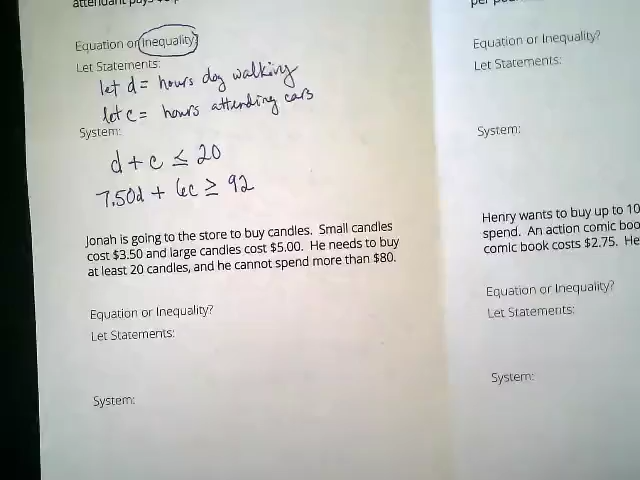 attendant pays
Equation or Inequality?
Let Statements:
let d = hours dog walking
let c = hours attending cars
System:
d + c ≤ 20
7.50d + 6c ≥ 92
Jonah is going to the store to buy candles. Small candles
cost $3.50 and large candles cost $5.00. He needs to buy
at least 20 candles, and he cannot spend more than $80.
Equation or Inequality?
Let Statements:
System:
per
Equation or Inequality?
Let Statements:
System:
Henry wants to buy up to 10
spend. An action comic boo
comic book costs $2.75. He
Equation or Inequality?
Let Statements:
System: